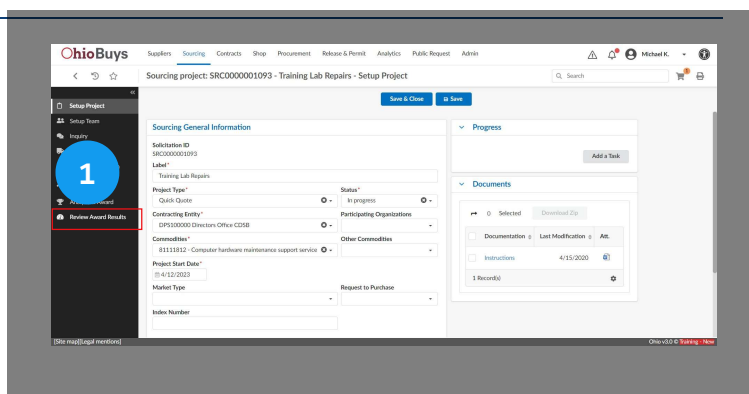 OhioBuys
Suppliers Sourcing Contracts Shop Procurement Release & Permit Analytics Public Request Admin
Michael K.
Sourcing project: SRC0000001093 - Training Lab Repairs - Setup Project
Search
Setup Project
Setup Team
Inquiry
1
Award
Review Award Results
Save & Close
Save
Sourcing General Information
Solicitation ID
SRC0000001093
Label*
Training Lab Repairs
Project Type* Status*
Quick Quote In progress
Contracting Entity* Participating Organizations
DPS100000 Directors Office CDSB
Commodities* Other Commodities
81111812 - Computer hardware maintenance support service
Project Start Date*
4/12/2023
Market Type Request to Purchase
Index Number
Progress
Add a Task
Documents
0 Selected Download Zip
Documentation Last Modification Att.
Instructions 4/15/2020
1 Record(s)
[Site map][Legal mentions]
Ohio v3.0 © Training - New